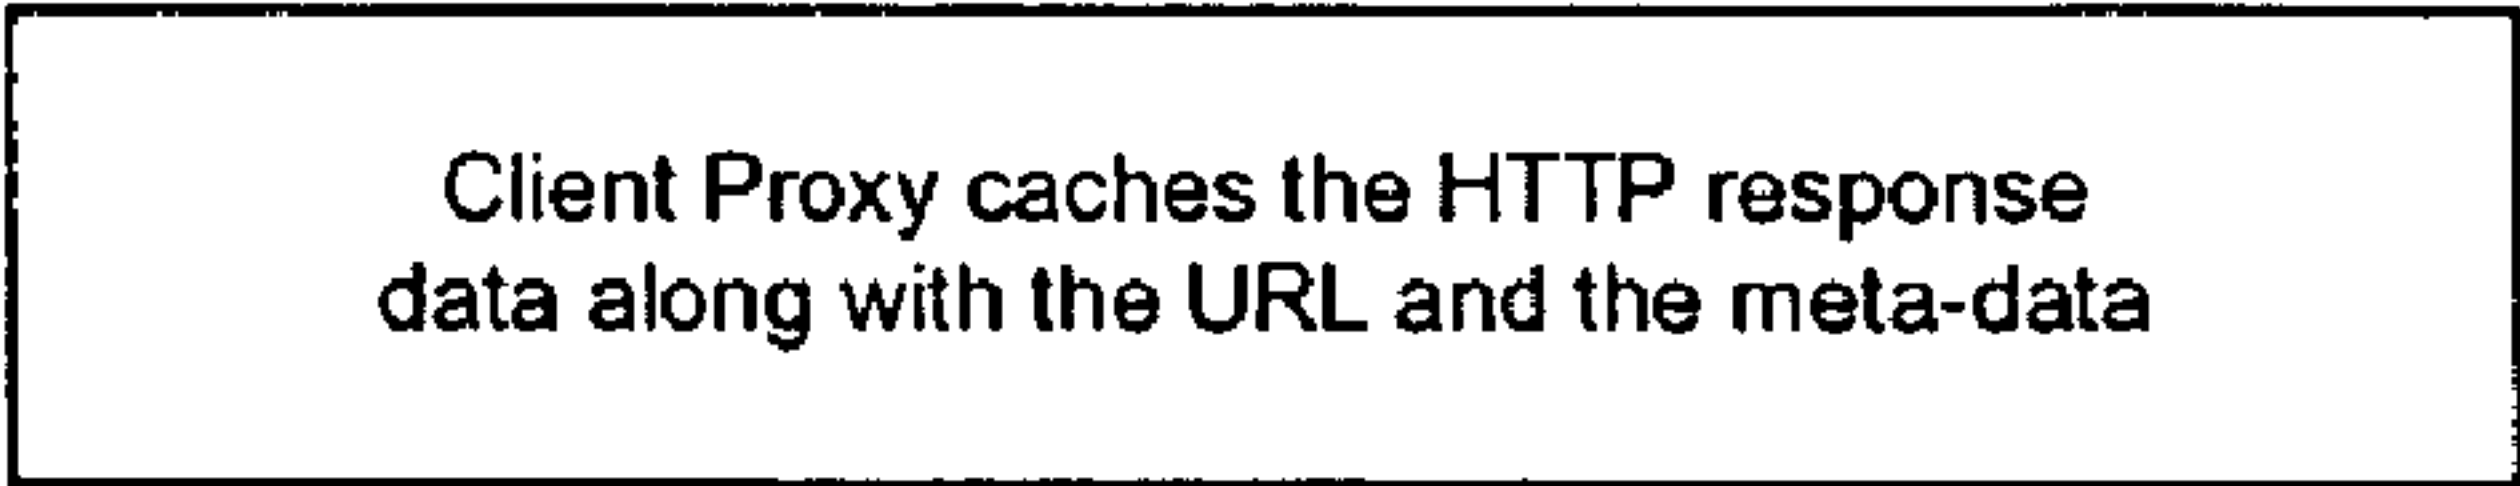 Client Proxy caches the HTTP response
data along with the URL and the meta-data